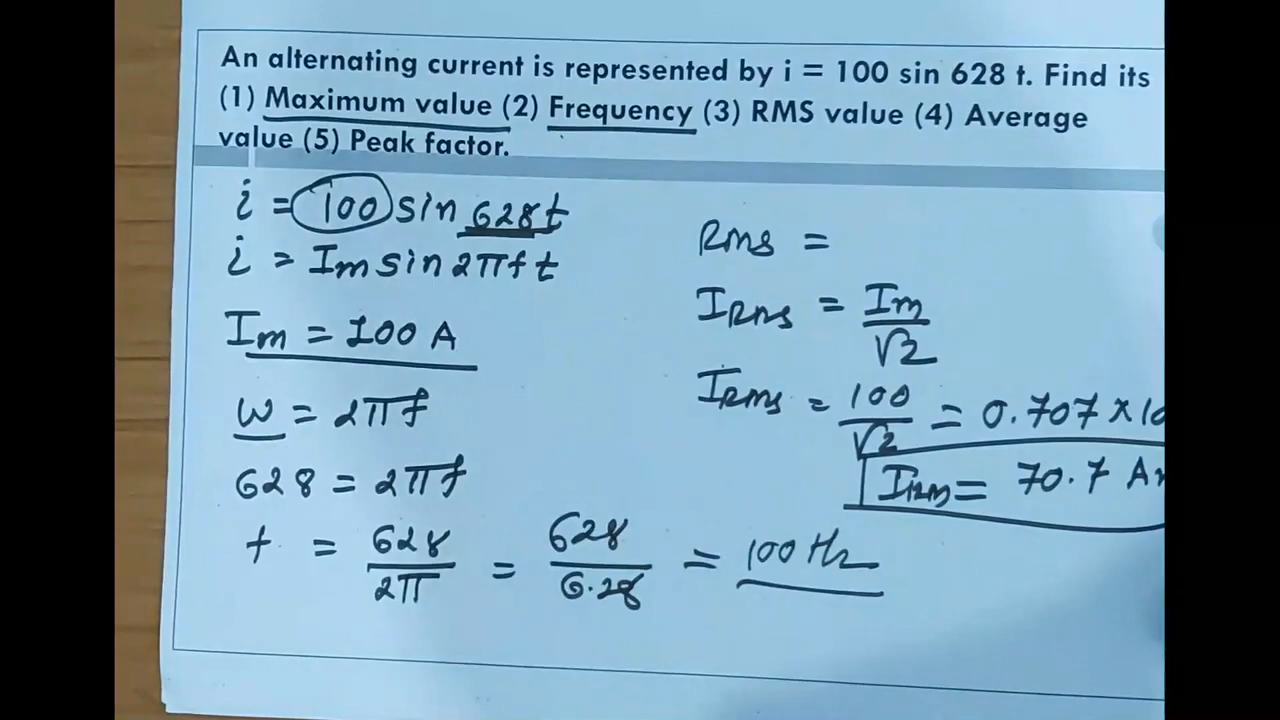 An alternating current is represented by i = 100 sin 628 t. Find its
(1) Maximum value (2) Frequency (3) RMS value (4) Average
value (5) Peak factor.
i = 100 sin 628t
i = Im sin 2πft
Im = 100 A
ω = 2πf
628 = 2πf
f = 628/2π = 628/6.28 = 100 Hz
Rms =
IRms = Im/√2
IRms = 100/√2 = 0.707 × 10
IRms = 70.7 Am